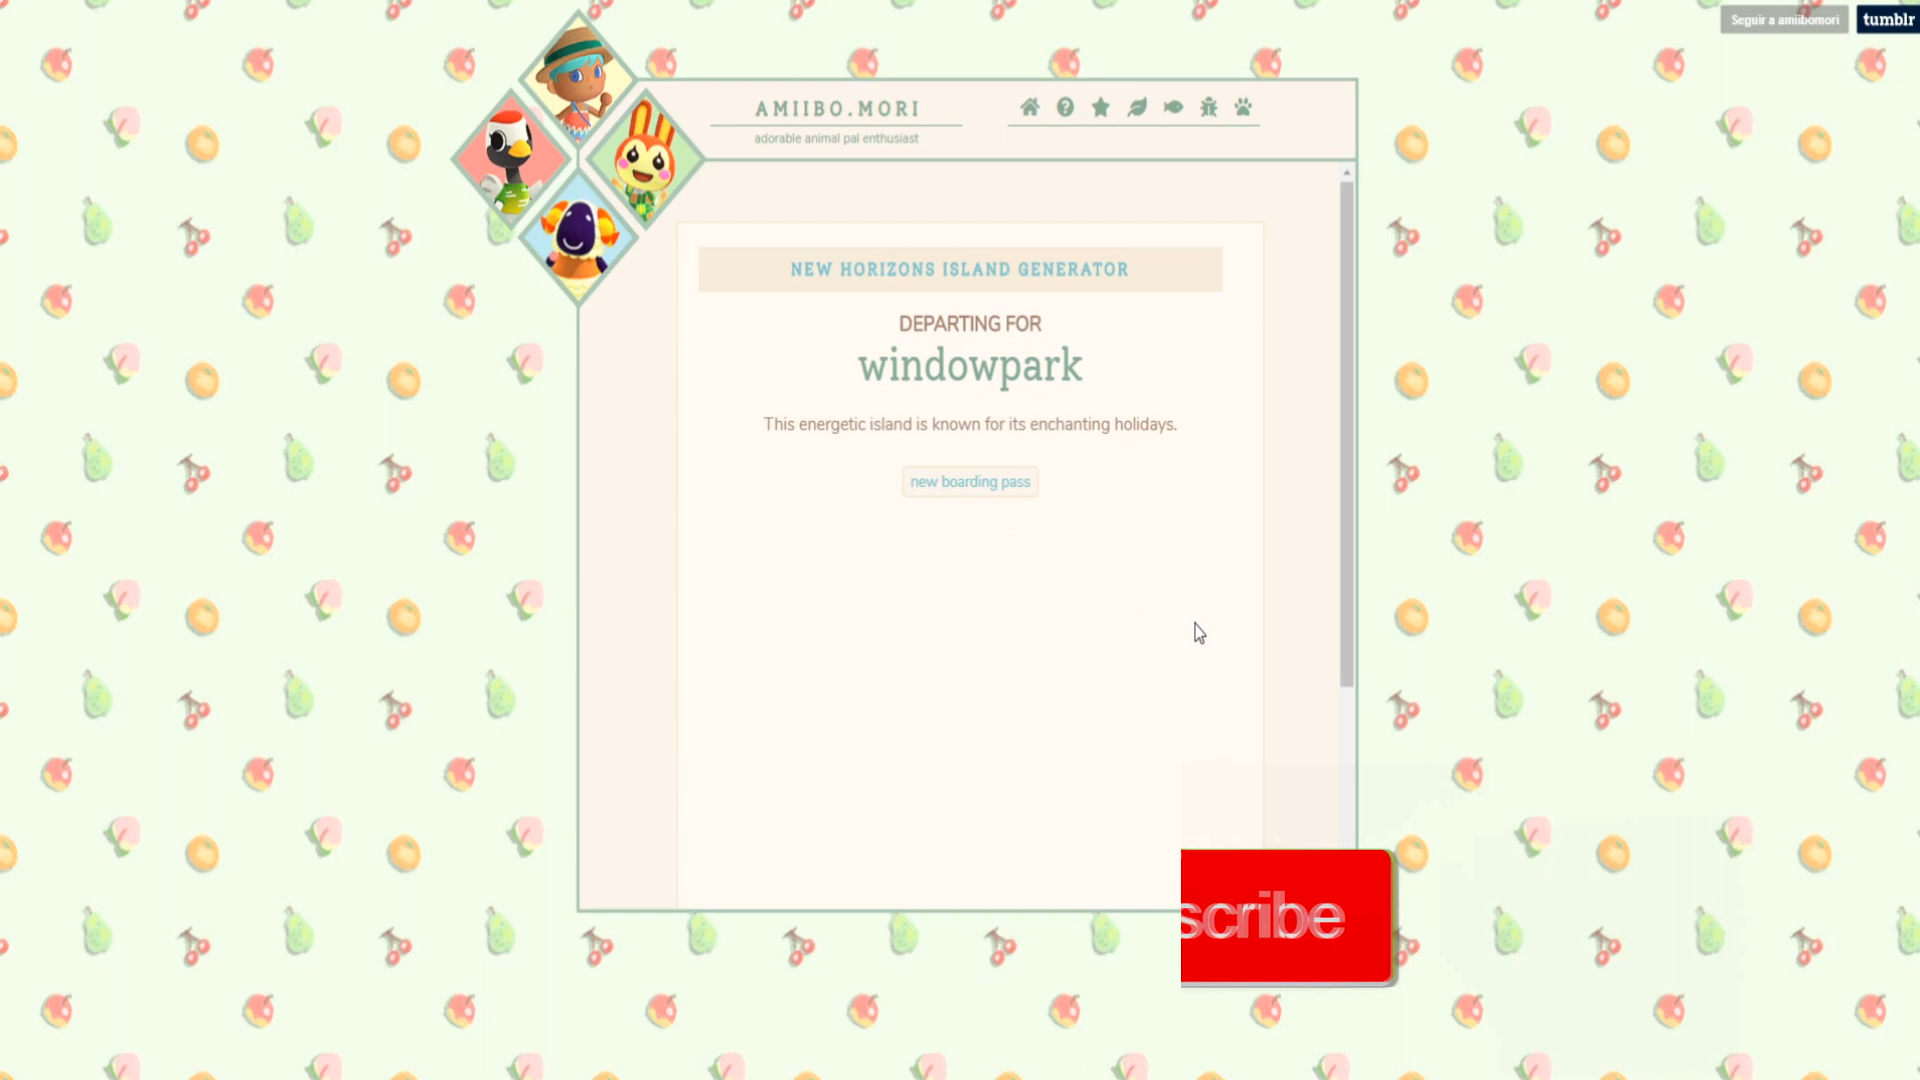 Seguir a amiibomori
tumblr
AMIIBO.MORI
adorable animal pal enthusiast
NEW HORIZONS ISLAND GENERATOR
DEPARTING FOR
windowpark
This energetic island is known for its enchanting holidays.
new boarding pass
scribe